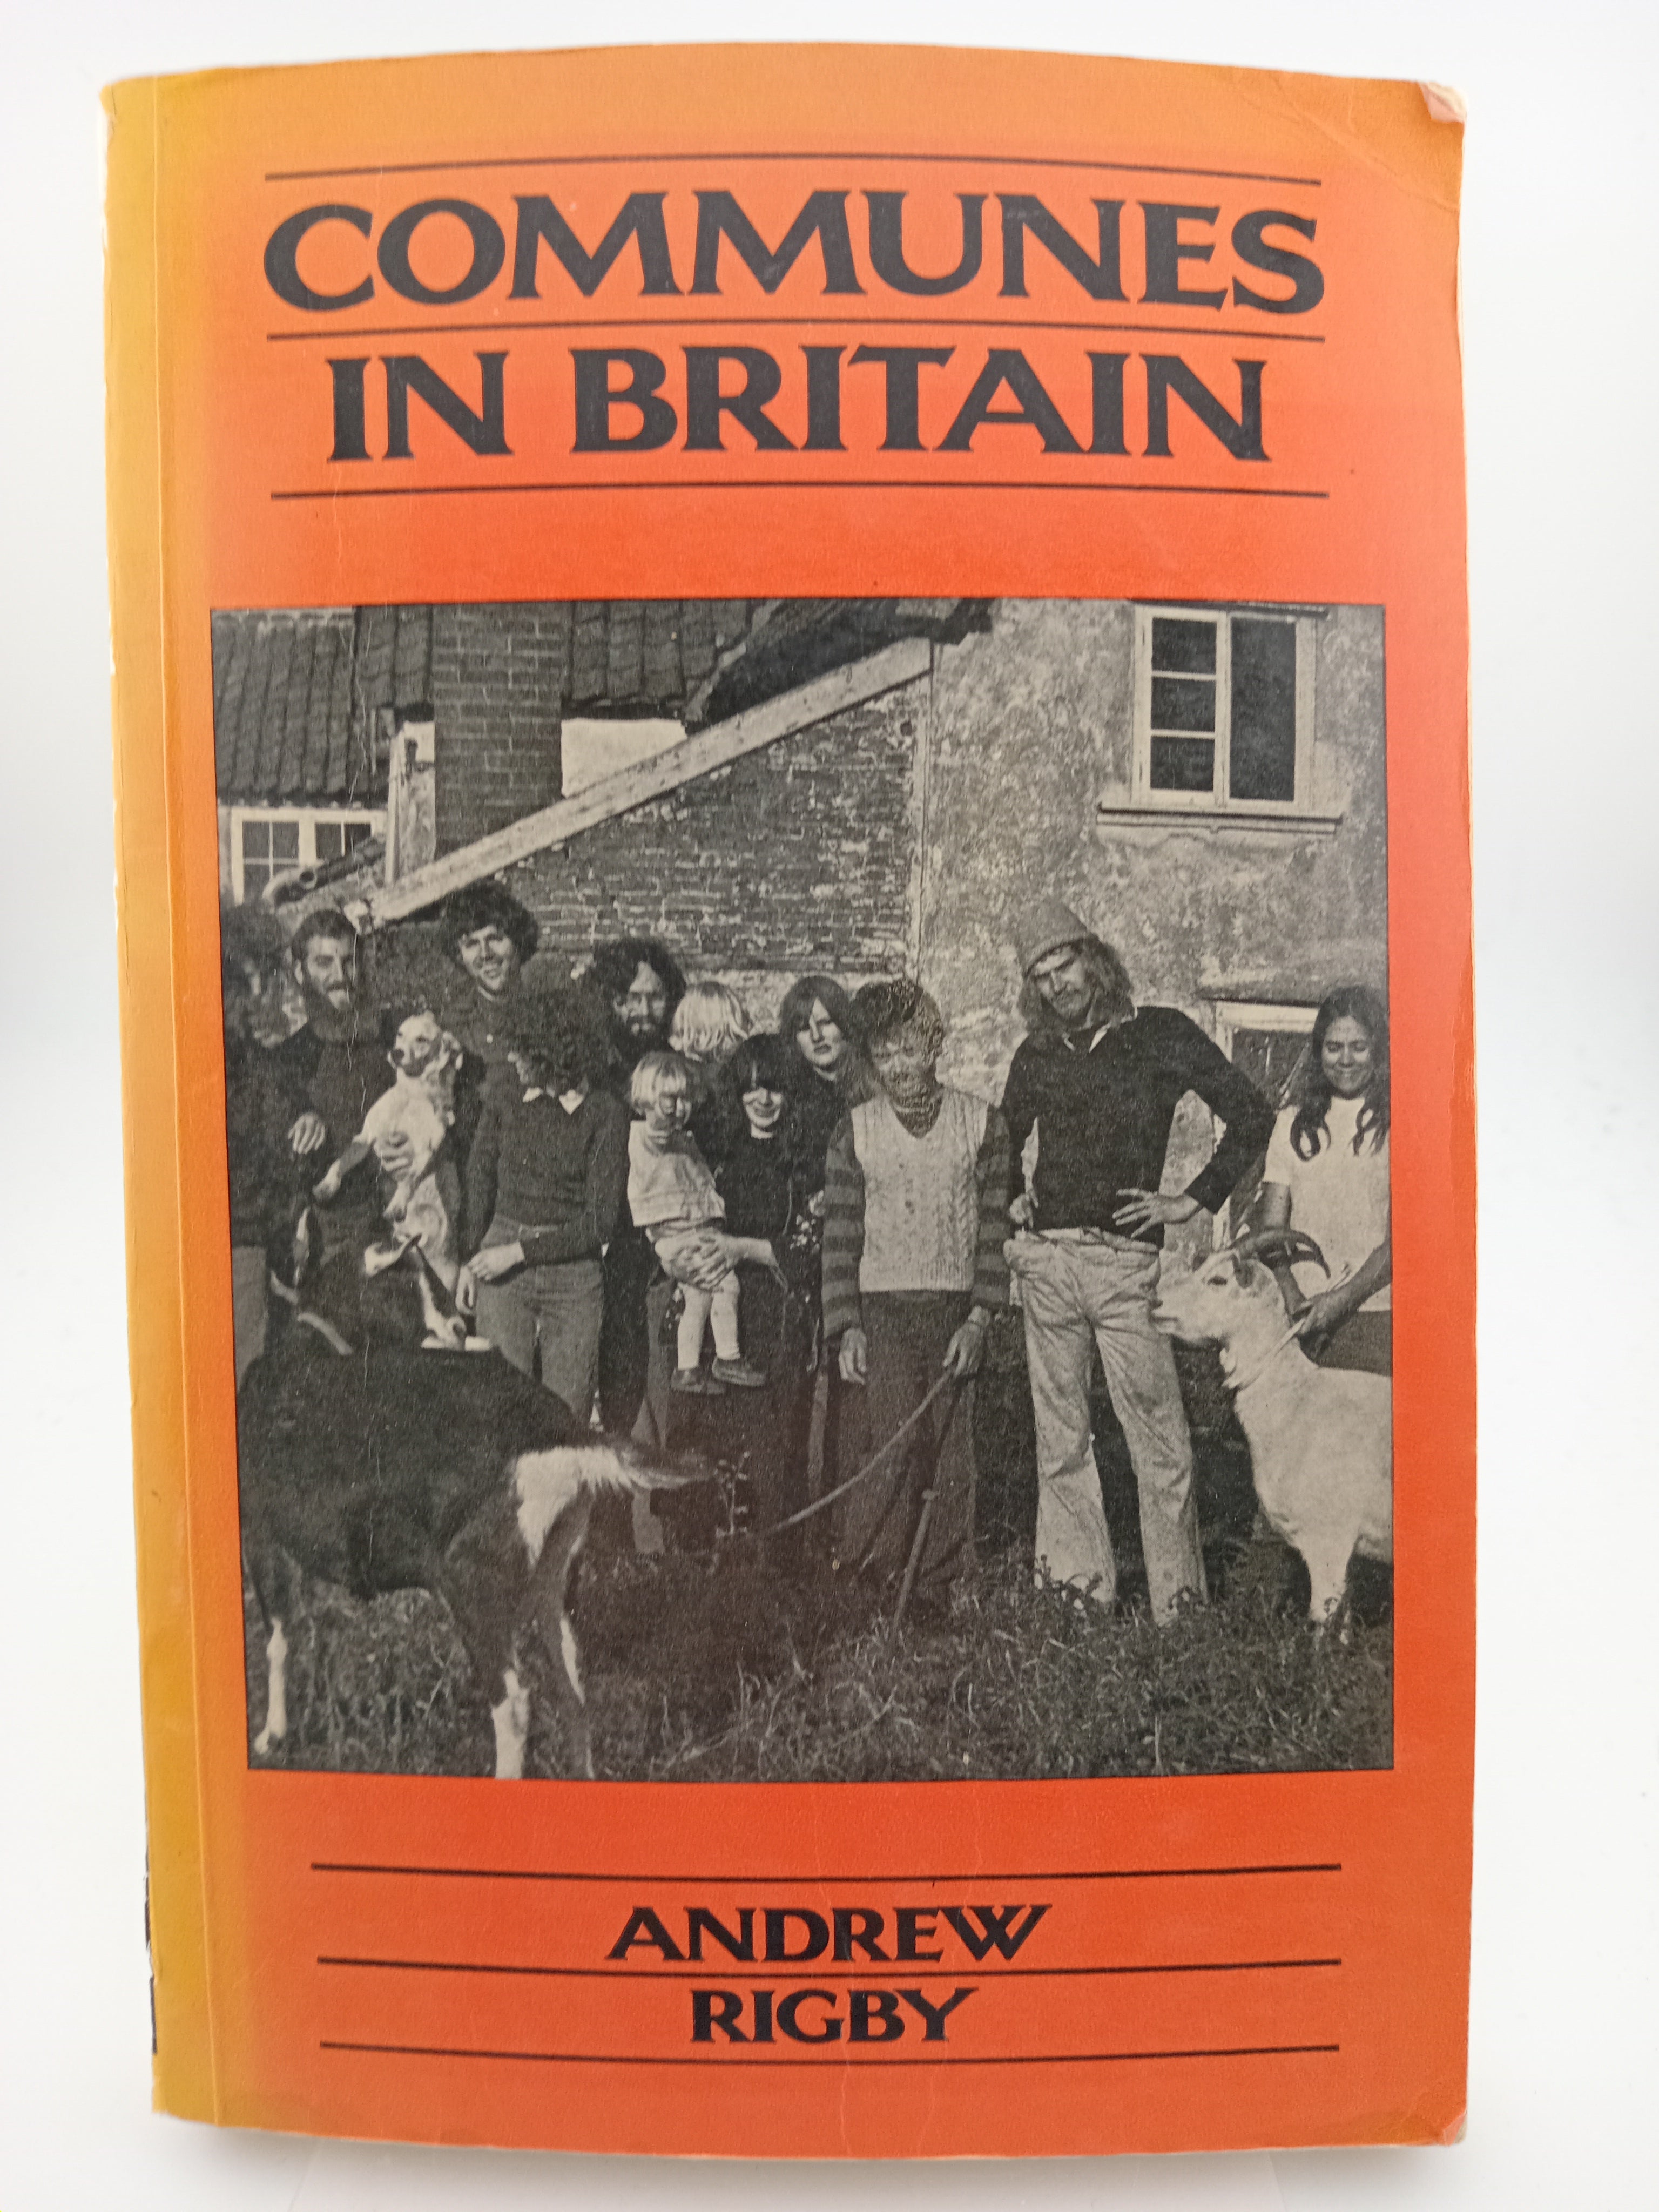 COMMUNES
IN BRITAIN
ANDREW
RIGBY